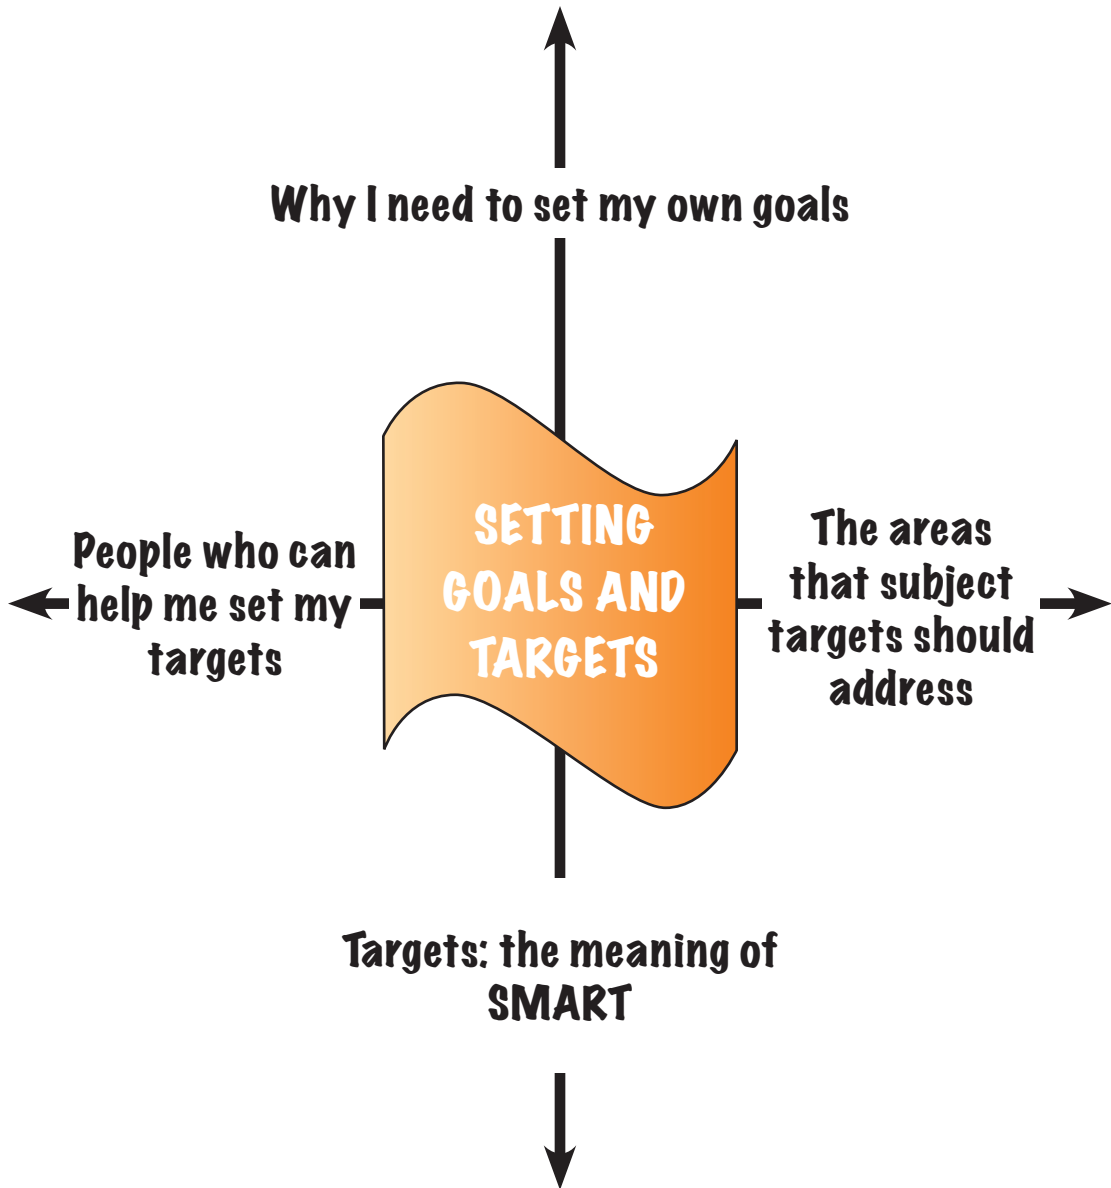 Why I need to set my own goals
People who can
help me set my
targets
SETTING
GOALS AND
TARGETS
The areas
that subject
targets should
address
Targets: the meaning of
SMART